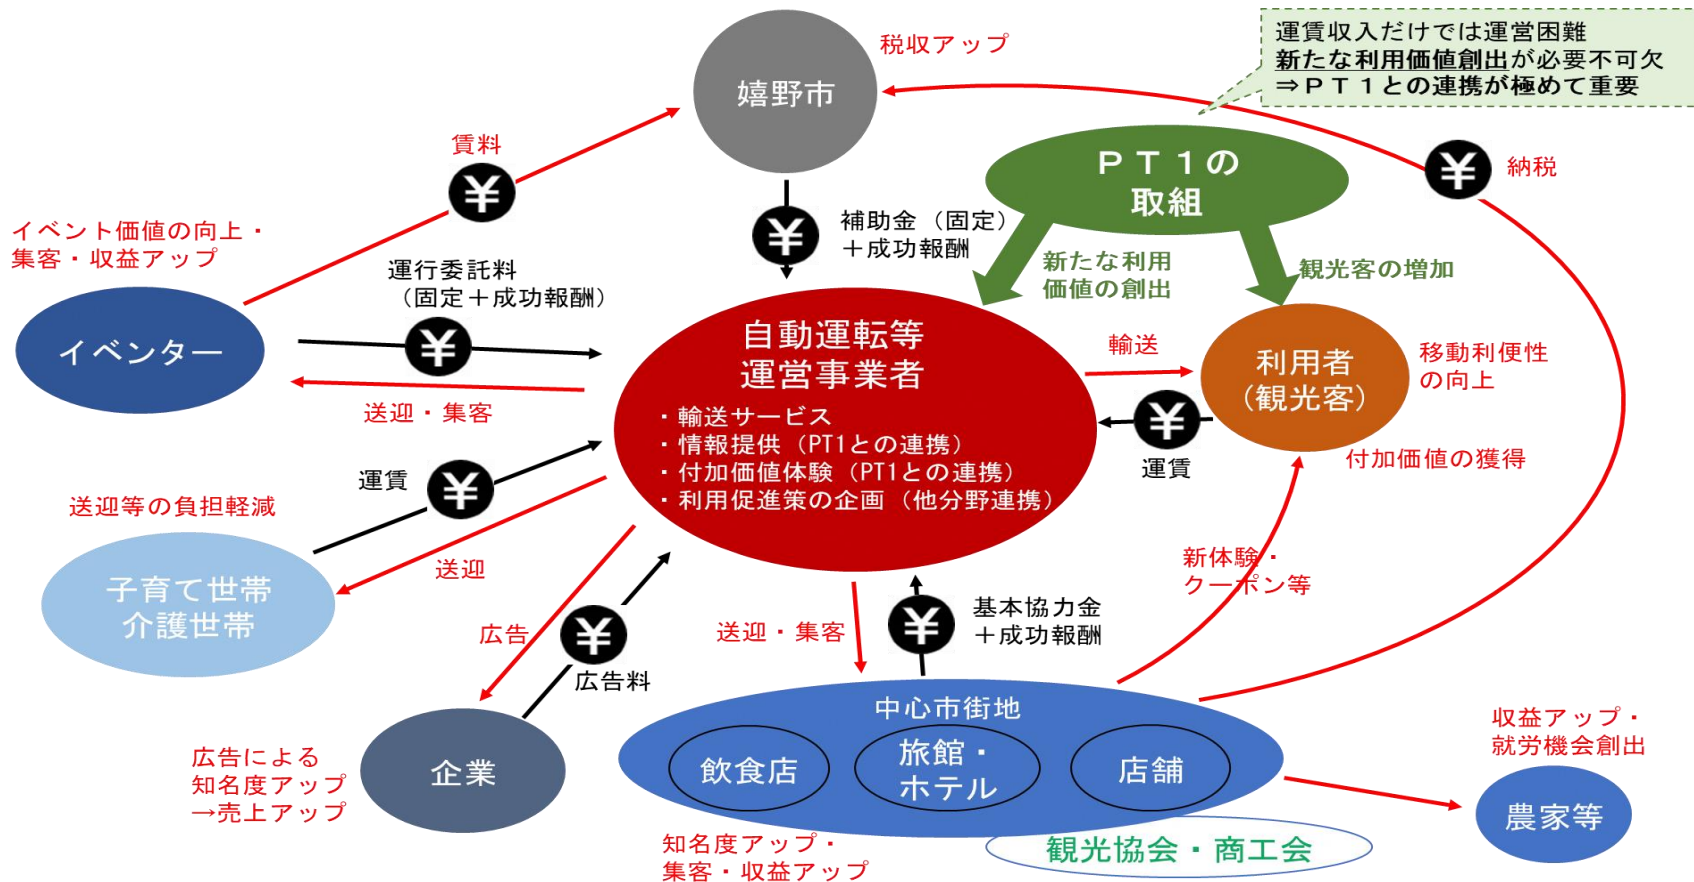 税収アップ
嬉野市
運賃収入だけでは運営困難
新たな利用価値創出が必要不可欠
⇒ＰＴ１との連携が極めて重要
賃料
¥
ＰＴ１の
取組
¥
納税
イベント価値の向上・
集客・収益アップ
運行委託料
（固定＋成功報酬）
¥
補助金（固定）
＋成功報酬
新たな利用
価値の創出
観光客の増加
イベンター
¥
送迎・集客
自動運転等
運営事業者
・輸送サービス
・情報提供（PT1との連携）
・付加価値体験（PT1との連携）
・利用促進策の企画（他分野連携）
輸送
利用者
（観光客）
移動利便性
の向上
¥
運賃
付加価値の獲得
運賃
¥
送迎等の負担軽減
送迎
子育て世帯
介護世帯
広告
¥
広告料
送迎・集客
¥
基本協力金
＋成功報酬
新体験・
クーポン等
企業
広告による
知名度アップ
→売上アップ
中心市街地
飲食店
旅館・
ホテル
店舗
知名度アップ・
集客・収益アップ
観光協会・商工会
収益アップ・
就労機会創出
農家等